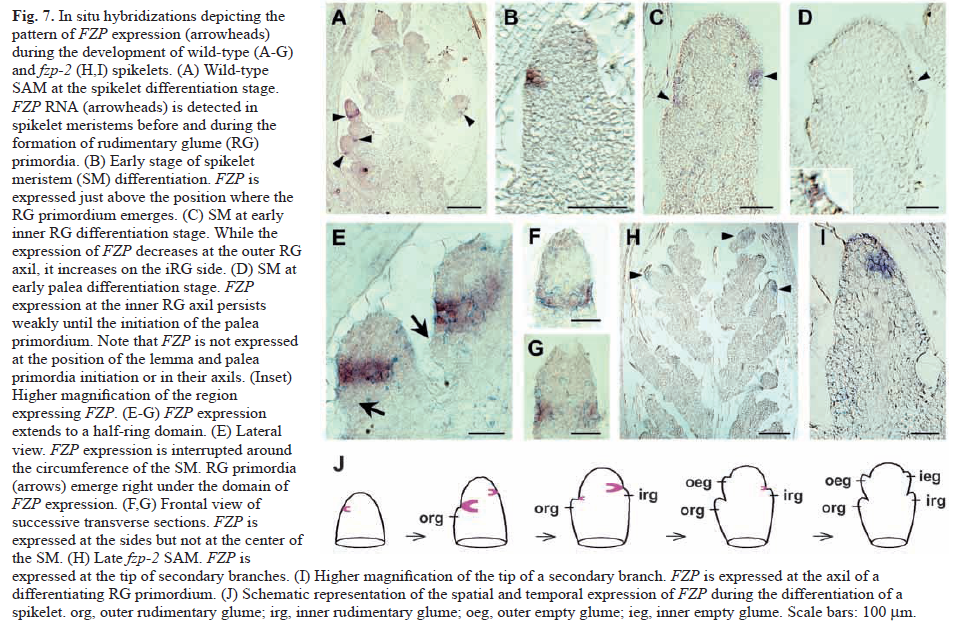 Fig. 7. In situ hybridizations depicting the
pattern of FZP expression (arrowheads)
during the development of wild-type (A-G)
and fzp-2 (H,I) spikelets. (A) Wild-type
SAM at the spikelet differentiation stage.
FZP RNA (arrowheads) is detected in
spikelet meristems before and during the
formation of rudimentary glume (RG)
primordia. (B) Early stage of spikelet
meristem (SM) differentiation. FZP is
expressed just above the position where the
RG primordium emerges. (C) SM at early
inner RG differentiation stage. While the
expression of FZP decreases at the outer RG
axil, it increases on the iRG side. (D) SM at
early palea differentiation stage. FZP
expression at the inner RG axil persists
weakly until the initiation of the palea
primordium. Note that FZP is not expressed
at the position of the lemma and palea
primordia initiation or in their axils. (Inset)
Higher magnification of the region
expressing FZP. (E-G) FZP expression
extends to a half-ring domain. (E) Lateral
view. FZP expression is interrupted around
the circumference of the SM. RG primordia
(arrows) emerge right under the domain of
FZP expression. (F,G) Frontal view of
successive transverse sections. FZP is
expressed at the sides but not at the center of
the SM. (H) Late fzp-2 SAM. FZP is
expressed at the tip of secondary branches. (I) Higher magnification of the tip of a secondary branch. FZP is expressed at the axil of a
differentiating RG primordium. (J) Schematic representation of the spatial and temporal expression of FZP during the differentiation of a
spikelet. org, outer rudimentary glume; irg, inner rudimentary glume; oeg, outer empty glume; ieg, inner empty glume. Scale bars: 100 μm.
A
B
C
D
E
F
G
H
I
J
org
org
irg
oeg
org
irg
oeg
org
ieg
irg